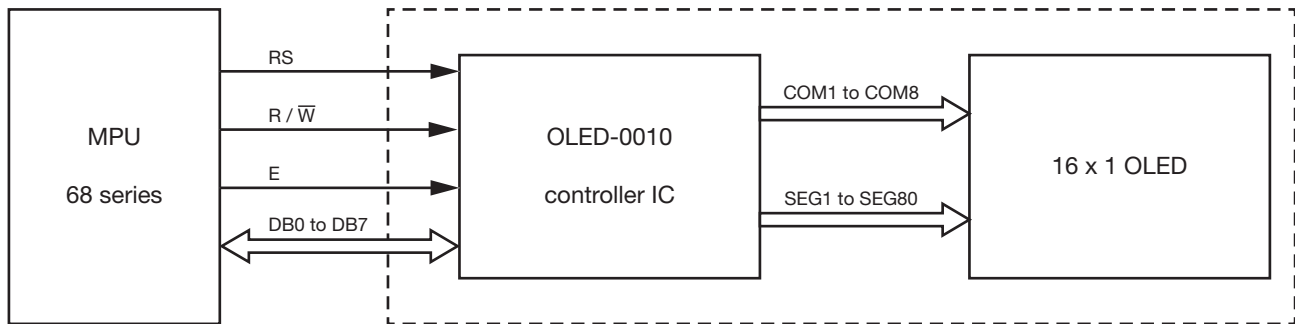 MPU
68 series
RS
R / W̅
E
DB0 to DB7
OLED-0010
controller IC
COM1 to COM8
SEG1 to SEG80
16 x 1 OLED